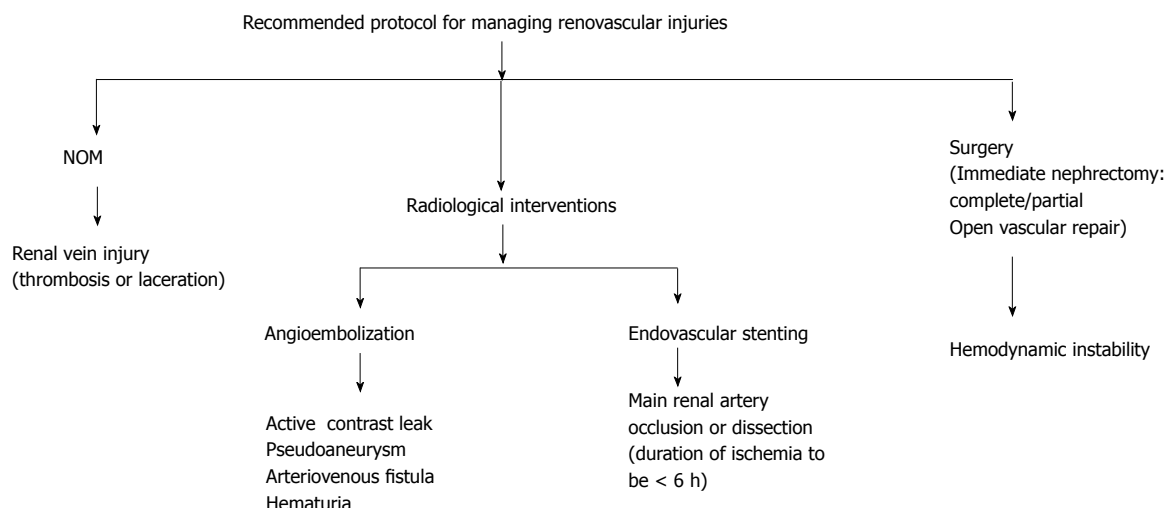 Recommended protocol for managing renovascular injuries
NOM
Renal vein injury
(thrombosis or laceration)
Radiological interventions
Angioembolization
Active contrast leak
Pseudoaneurysm
Arteriovenous fistula
Hematuria
Endovascular stenting
Main renal artery
occlusion or dissection
(duration of ischemia to
be < 6 h)
Surgery
(Immediate nephrectomy:
complete/partial
Open vascular repair)
Hemodynamic instability